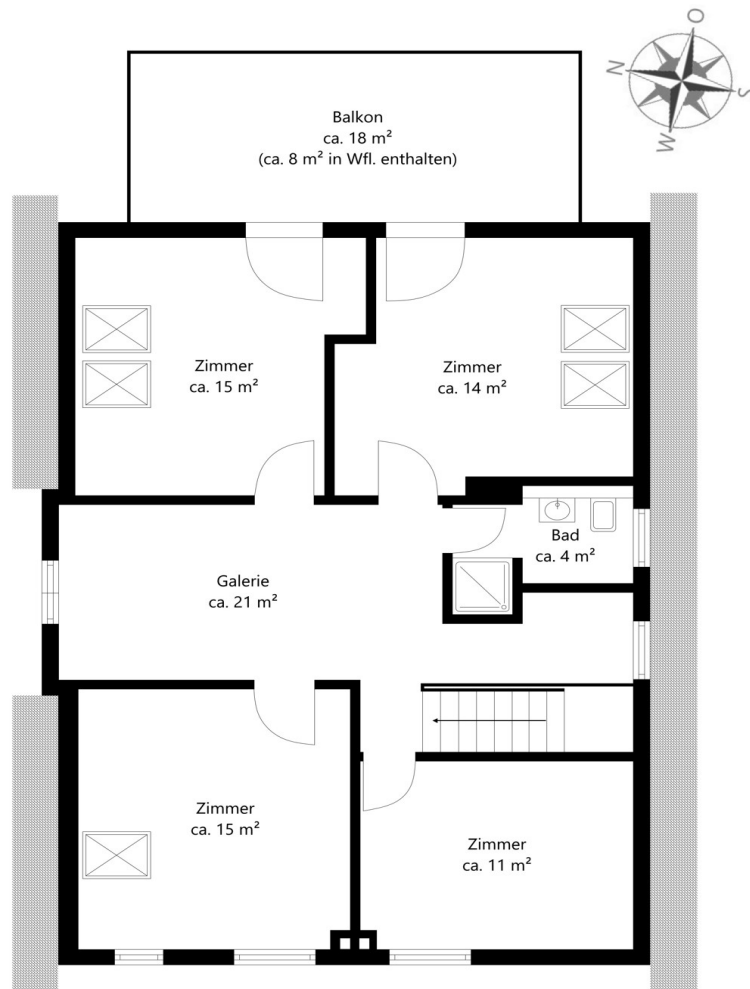 O
N
S
W
Balkon
ca. 18 m²
(ca. 8 m² in Wfl. enthalten)
Zimmer
ca. 15 m²
Zimmer
ca. 14 m²
Bad
ca. 4 m²
Galerie
ca. 21 m²
Zimmer
ca. 15 m²
Zimmer
ca. 11 m²